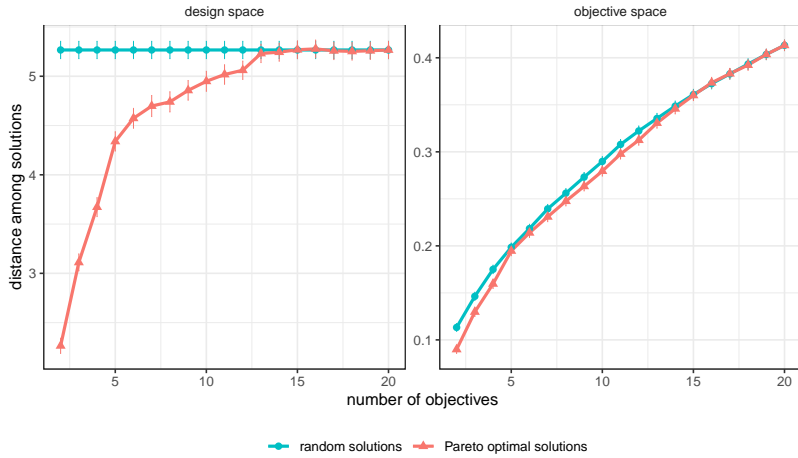 design space
objective space
distance among solutions
5
4
3
0.4
0.3
0.2
0.1
5
10
15
20
5
10
15
20
number of objectives
random solutions
Pareto optimal solutions